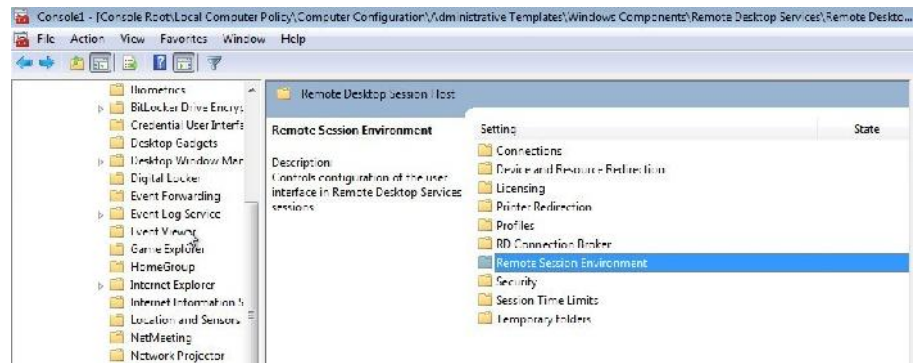 Console1 - [Console Root\Local Computer Policy\Computer Configuration\Administrative Templates\Windows Components\Remote Desktop Services\Remote Deskto...
File Action View Favorites Window Help
Biometrics
BitLocker Drive Encryp
Credential User Interfa
Desktop Gadgets
Desktop Window Man
Digital Locker
Event Forwarding
Event Log Service
Event Viewer
Game Explorer
HomeGroup
Internet Explorer
Internet Information S
Location and Sensors
NetMeeting
Network Projector
Remote Desktop Session Host
Remote Session Environment
Description:
Controls configuration of the user
interface in Remote Desktop Services
sessions
Setting State
Connections
Device and Resource Redirection
Licensing
Printer Redirection
Profiles
RD Connection Broker
Remote Session Environment
Security
Session Time Limits
Temporary folders